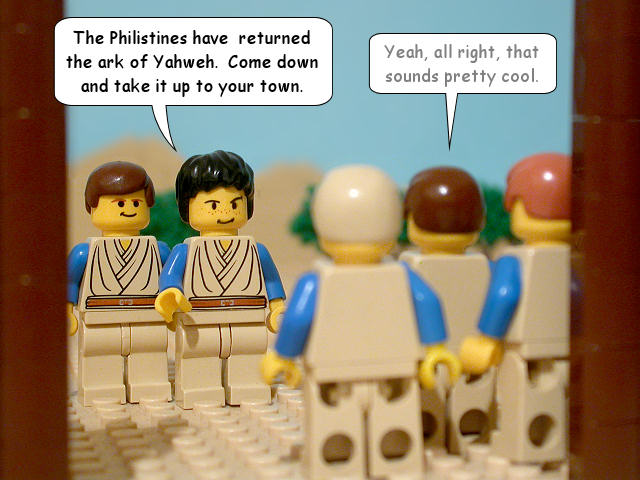 The Philistines have returned
the ark of Yahweh. Come down
and take it up to your town.
Yeah, all right, that
sounds pretty cool.